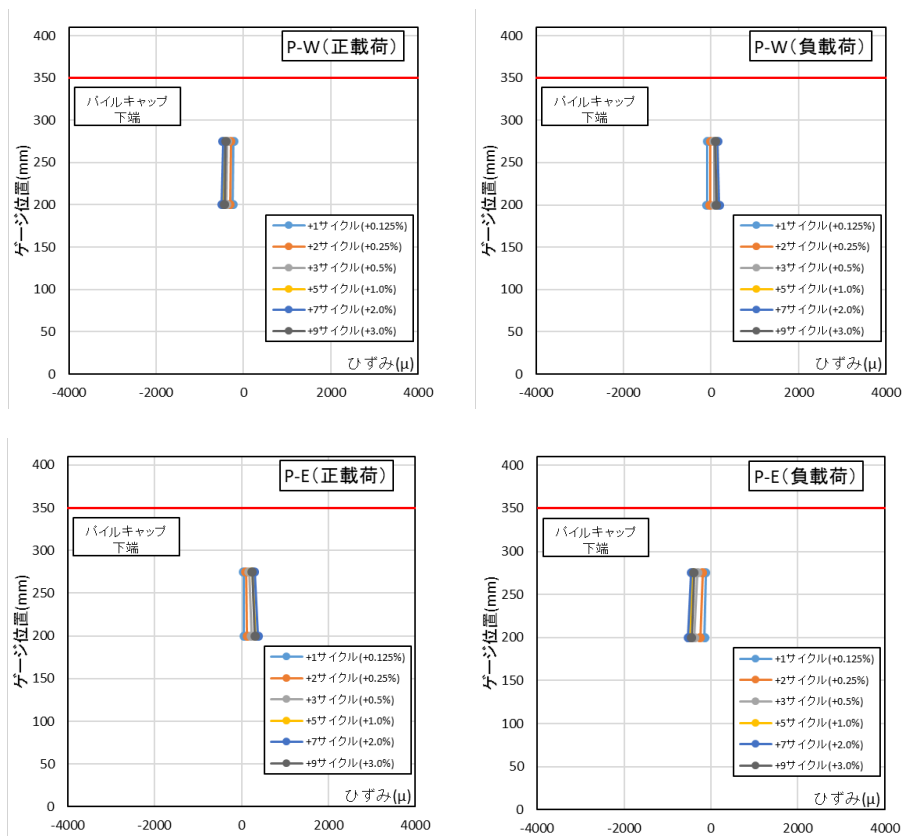 P-W(正載荷)
400
350
300
250
200
150
100
50
0
ゲージ位置(mm)
バイルキャップ
下端
+1サイクル(+0.125%)
+2サイクル(+0.25%)
+3サイクル(+0.5%)
+5サイクル(+1.0%)
+7サイクル(+2.0%)
+9サイクル(+3.0%)
ひずみ(μ)
-4000 -2000 0 2000 4000
P-W(負載荷)
400
350
300
250
200
150
100
50
0
ゲージ位置(mm)
バイルキャップ
下端
+1サイクル(+0.125%)
+2サイクル(+0.25%)
+3サイクル(+0.5%)
+5サイクル(+1.0%)
+7サイクル(+2.0%)
+9サイクル(+3.0%)
ひずみ(μ)
-4000 -2000 0 2000 4000
P-E(正載荷)
400
350
300
250
200
150
100
50
0
ゲージ位置(mm)
バイルキャップ
下端
+1サイクル(+0.125%)
+2サイクル(+0.25%)
+3サイクル(+0.5%)
+5サイクル(+1.0%)
+7サイクル(+2.0%)
+9サイクル(+3.0%)
ひずみ(μ)
-4000 -2000 0 2000 4000
P-E(負載荷)
400
350
300
250
200
150
100
50
0
ゲージ位置(mm)
バイルキャップ
下端
+1サイクル(+0.125%)
+2サイクル(+0.25%)
+3サイクル(+0.5%)
+5サイクル(+1.0%)
+7サイクル(+2.0%)
+9サイクル(+3.0%)
ひずみ(μ)
-4000 -2000 0 2000 4000